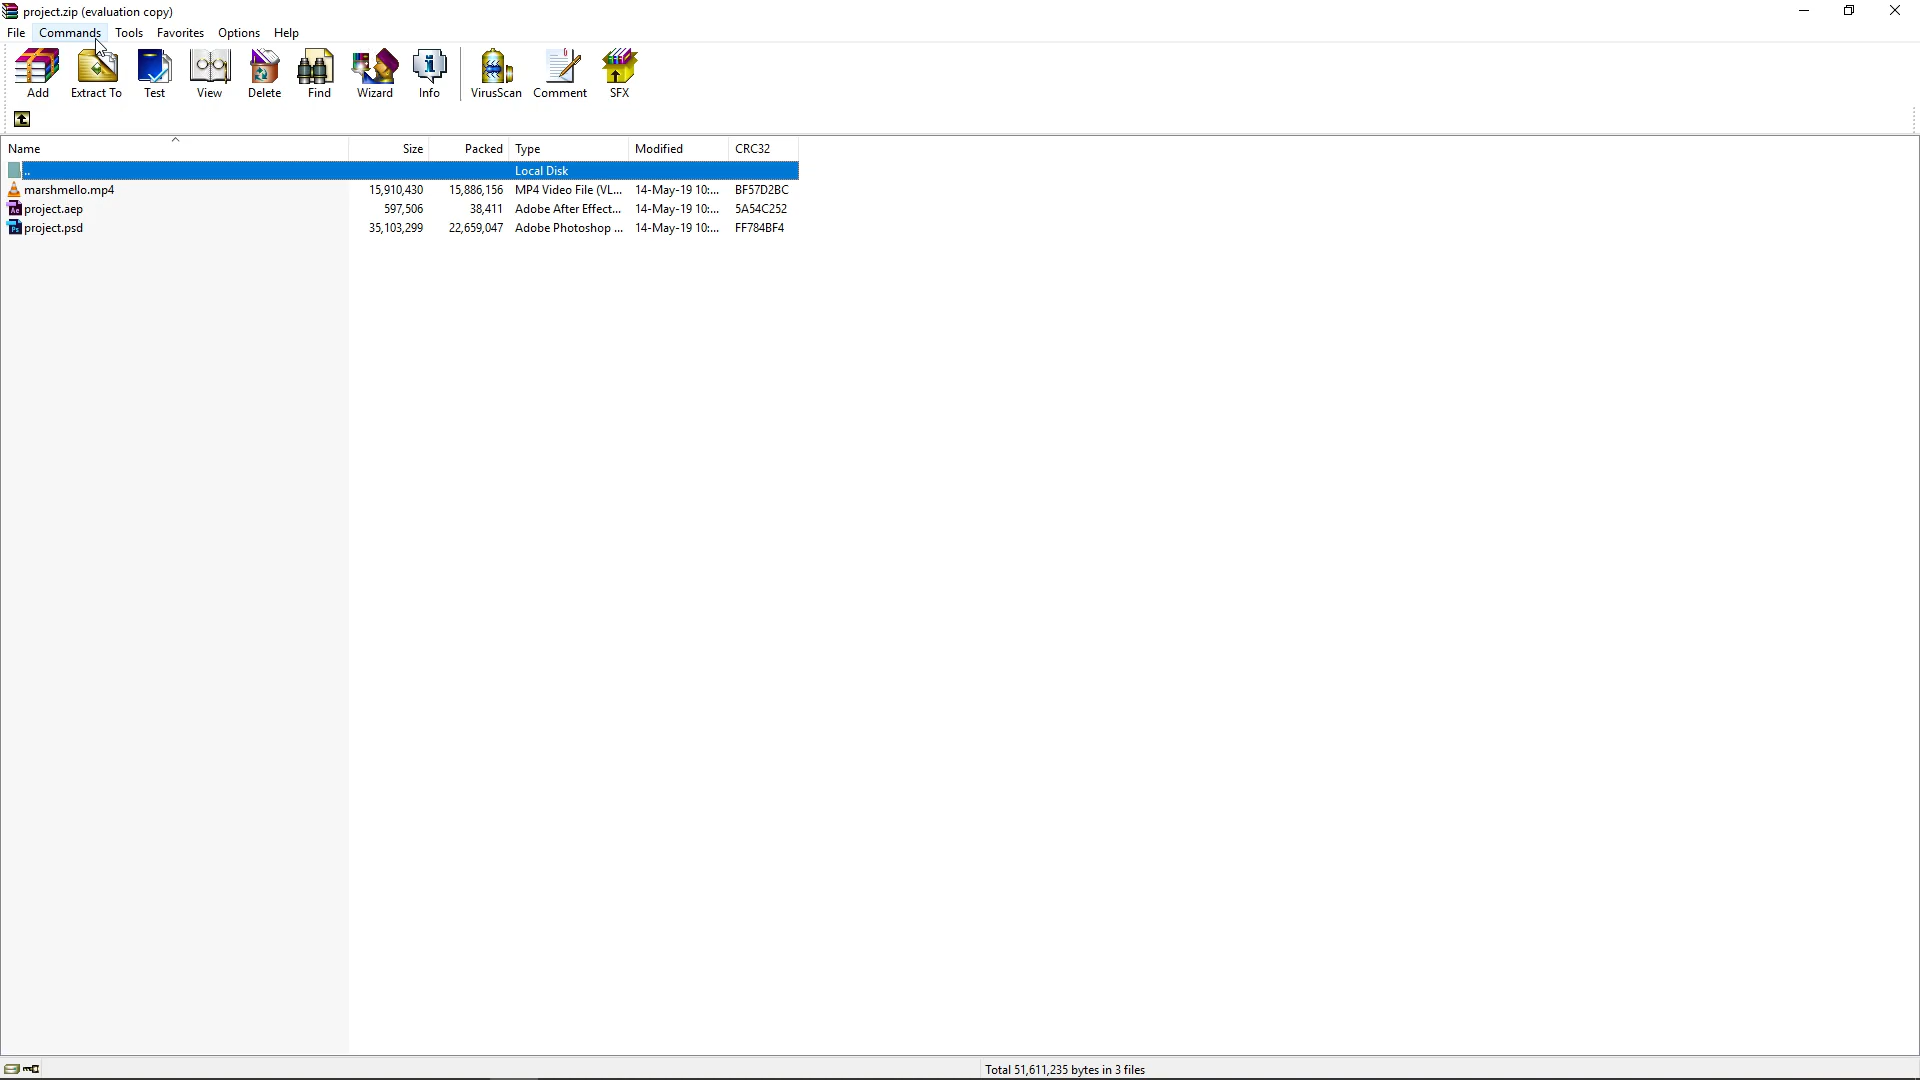 project.zip (evaluation copy)
File Commands Tools Favorites Options Help
Add Extract To Test View Delete Find Wizard Info VirusScan Comment SFX
Name Size Packed Type Modified CRC32
.. Local Disk
marshmello.mp4 15,910,430 15,886,156 MP4 Video File (VL... 14-May-19 10:... BF57D2BC
project.aep 597,506 38,411 Adobe After Effect... 14-May-19 10:... 5A54C252
project.psd 35,103,299 22,659,047 Adobe Photoshop ... 14-May-19 10:... FF784BF4
Total 51,611,235 bytes in 3 files